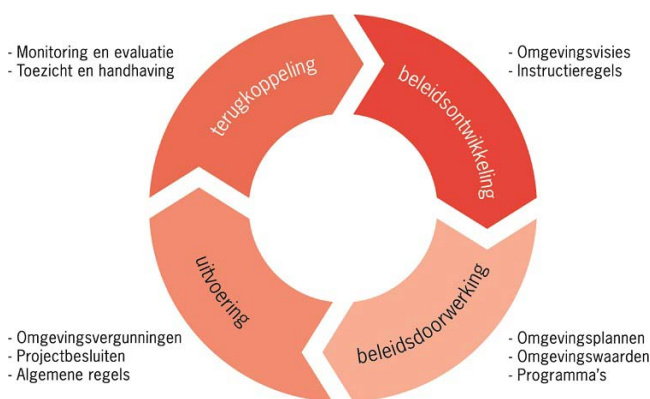 - Monitoring en evaluatie
- Toezicht en handhaving
terugkoppeling
beleidsontwikkeling
- Omgevingsvisies
- Instructieregels
uitvoering
beleidsdoorwerking
- Omgevingsvergunningen
- Projectbesluiten
- Algemene regels
- Omgevingsplannen
- Omgevingswaarden
- Programma's